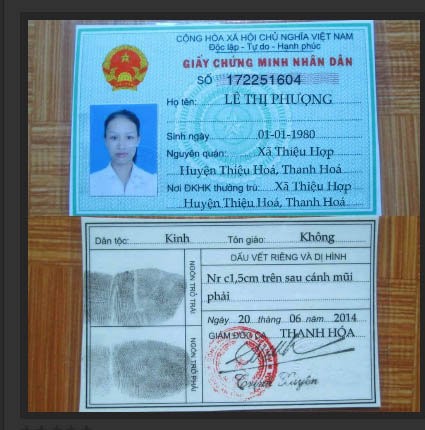 CỘNG HÒA XÃ HỘI CHỦ NGHĨA VIỆT NAM
Độc lập - Tự do - Hạnh phúc
GIẤY CHỨNG MINH NHÂN DÂN
SỐ 172251604
Họ tên: LÊ THỊ PHƯỢNG
Sinh ngày 01-01-1980
Nguyên quán: Xã Thiệu Hợp
Huyện Thiệu Hoá, Thanh Hoá
Nơi ĐKHK thường trú: Xã Thiệu Hợp
Huyện Thiệu Hoá, Thanh Hoá
Dân tộc: Kinh Tôn giáo: Không
NGÓN TRỎ TRÁI
NGÓN TRỎ PHẢI
DẤU VẾT RIÊNG VÀ DỊ HÌNH
Nr c1,5cm trên sau cánh mũi
phải
Ngày 20 tháng 06 năm 2014
GIÁM ĐỐC CA THANH HÓA
Xuyên